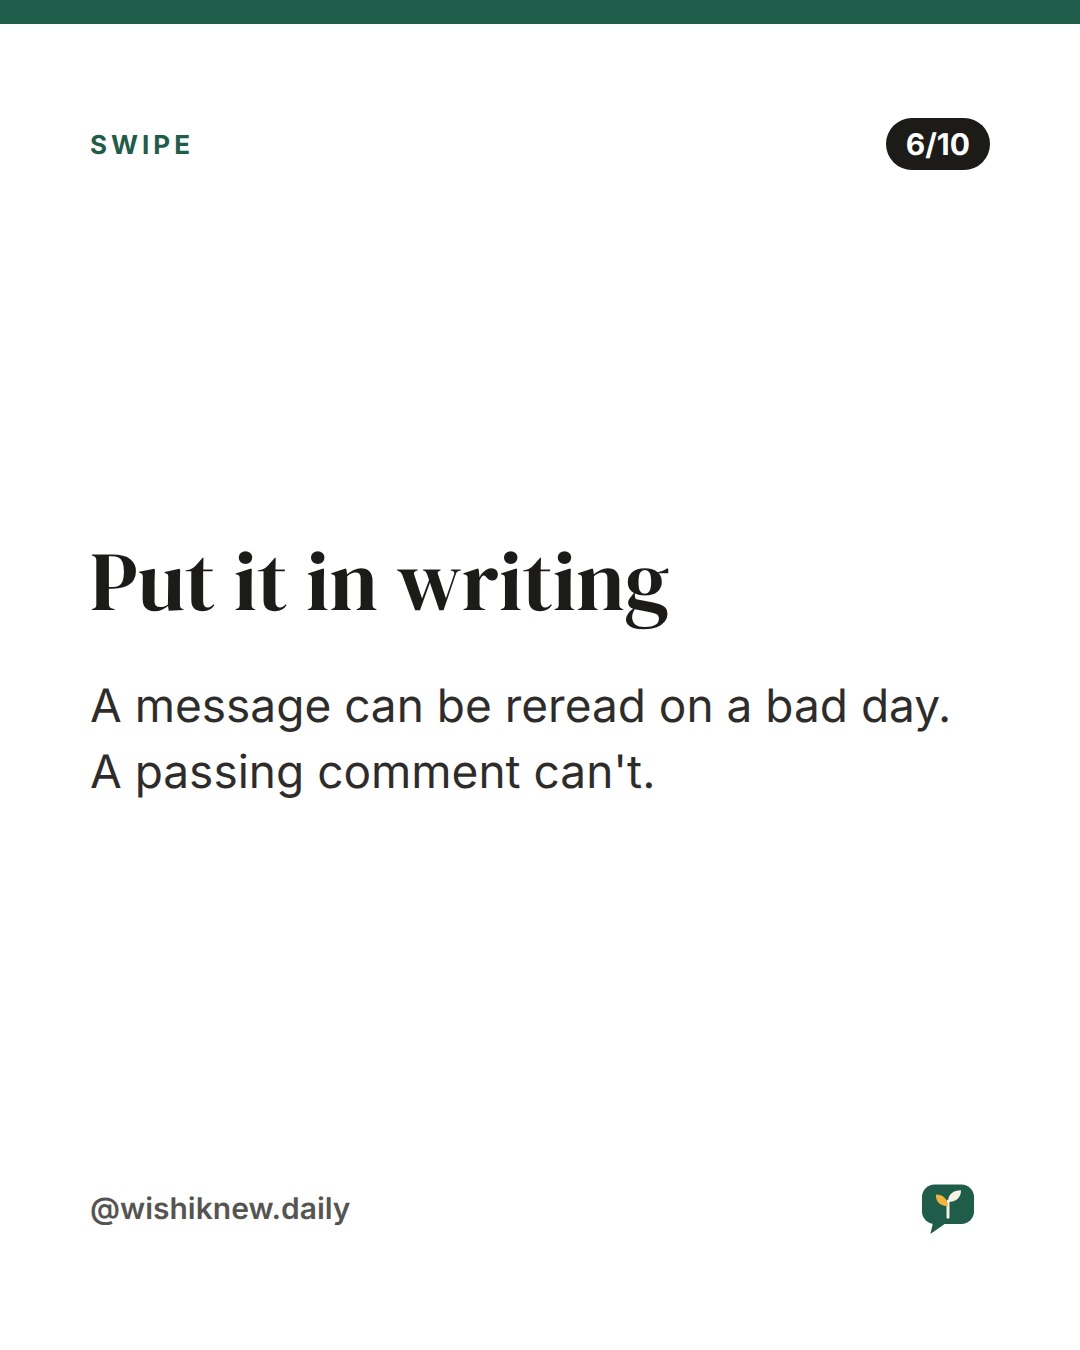 SWIPE
6/10
Put it in writing
A message can be reread on a bad day.
A passing comment can't.
@wishiknew.daily